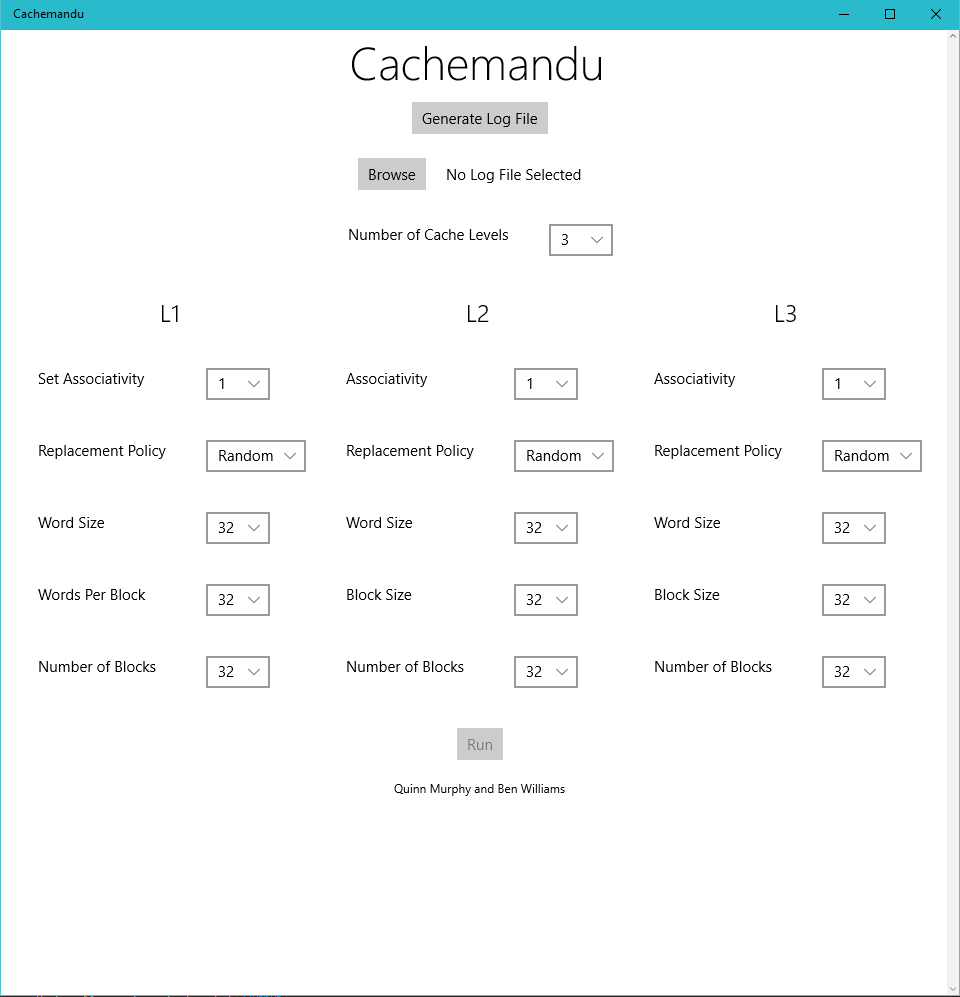 Cachemandu
Cachemandu
Generate Log File
Browse No Log File Selected
Number of Cache Levels 3
L1 L2 L3
Set Associativity 1 Associativity 1 Associativity 1
Replacement Policy Random Replacement Policy Random Replacement Policy Random
Word Size 32 Word Size 32 Word Size 32
Words Per Block 32 Block Size 32 Block Size 32
Number of Blocks 32 Number of Blocks 32 Number of Blocks 32
Run
Quinn Murphy and Ben Williams